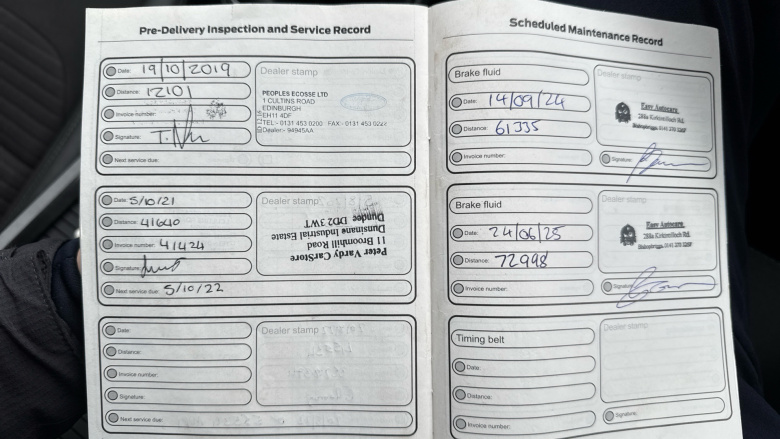 Pre-Delivery Inspection and Service Record
Date: 19/10/2019
Distance: 12101
Invoice number:
Signature:
Next service due:
Dealer stamp
PEOPLES ECOSSE LTD
1 CULTINS ROAD
EDINBURGH
EH11 4DF
TEL:- 0131 453 0200 FAX:-0131 453 0222
Dealer:- 94945AA
Date: 5/10/21
Distance: 41640
Invoice number: 41424
Signature:
Next service due: 5/10/22
Dealer stamp
Peter Vardy CarStore
11 Broomhill Road
Dunsinane Industrial Estate
Dundee DD2 3WT
Date:
Distance:
Invoice number:
Signature:
Next service due:
Dealer stamp
Scheduled Maintenance Record
Brake fluid
Date: 14/09/24
Distance: 61335
Invoice number:
Dealer stamp
Easy Autocare
Signature:
Brake fluid
Date: 24/06/25
Distance: 72998
Invoice number:
Dealer stamp
Easy Autocare
Signature:
Timing belt
Date:
Distance:
Invoice number:
Dealer stamp
Signature: